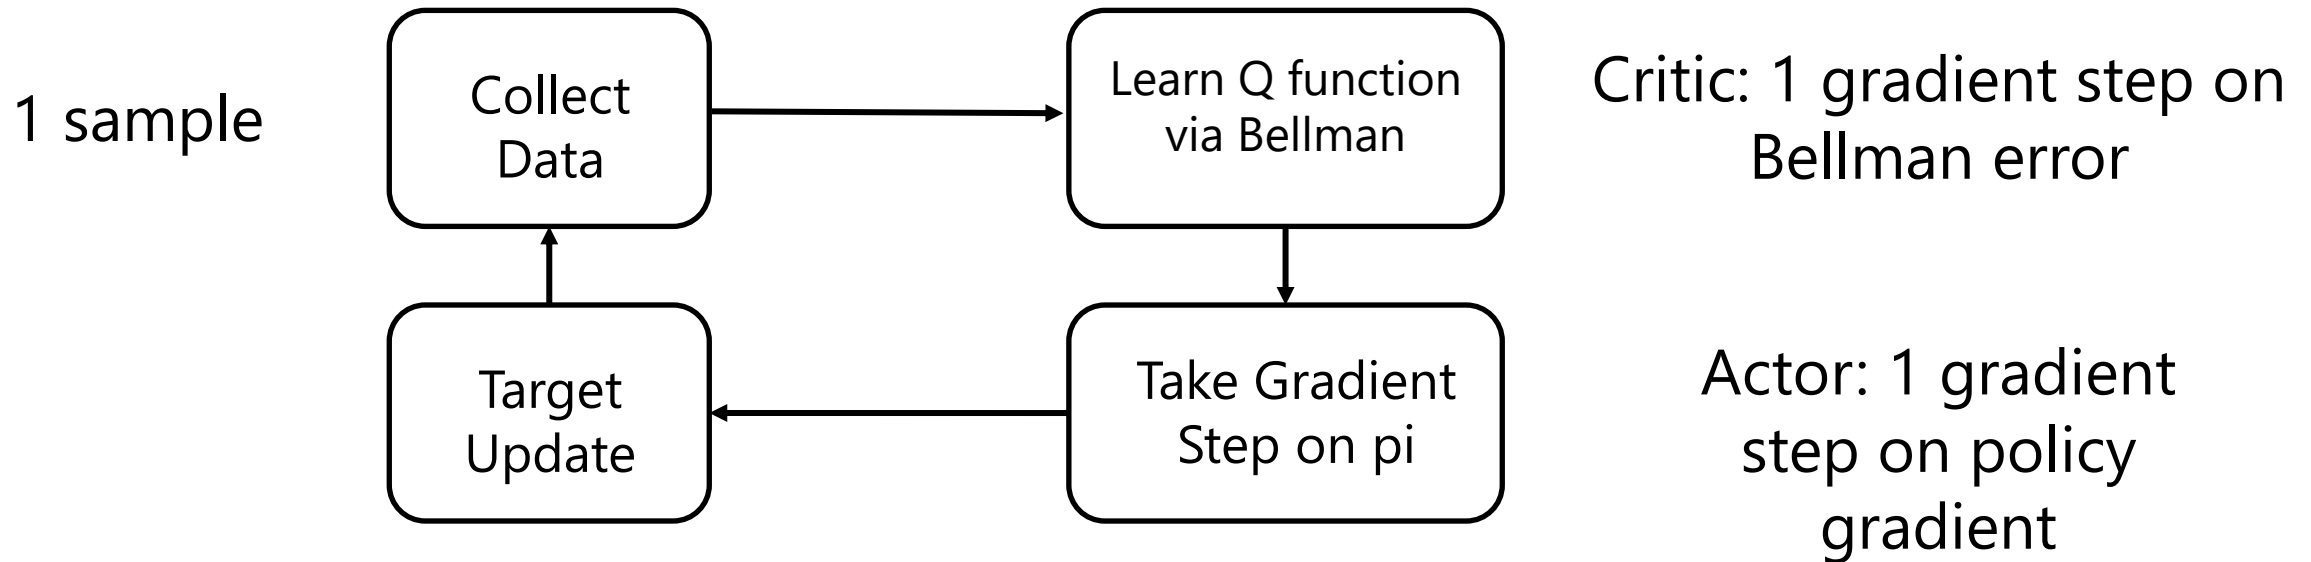 1 sample
Collect
Data
Learn Q function
via Bellman
Critic: 1 gradient step on
Bellman error
Target
Update
Take Gradient
Step on pi
Actor: 1 gradient
step on policy
gradient